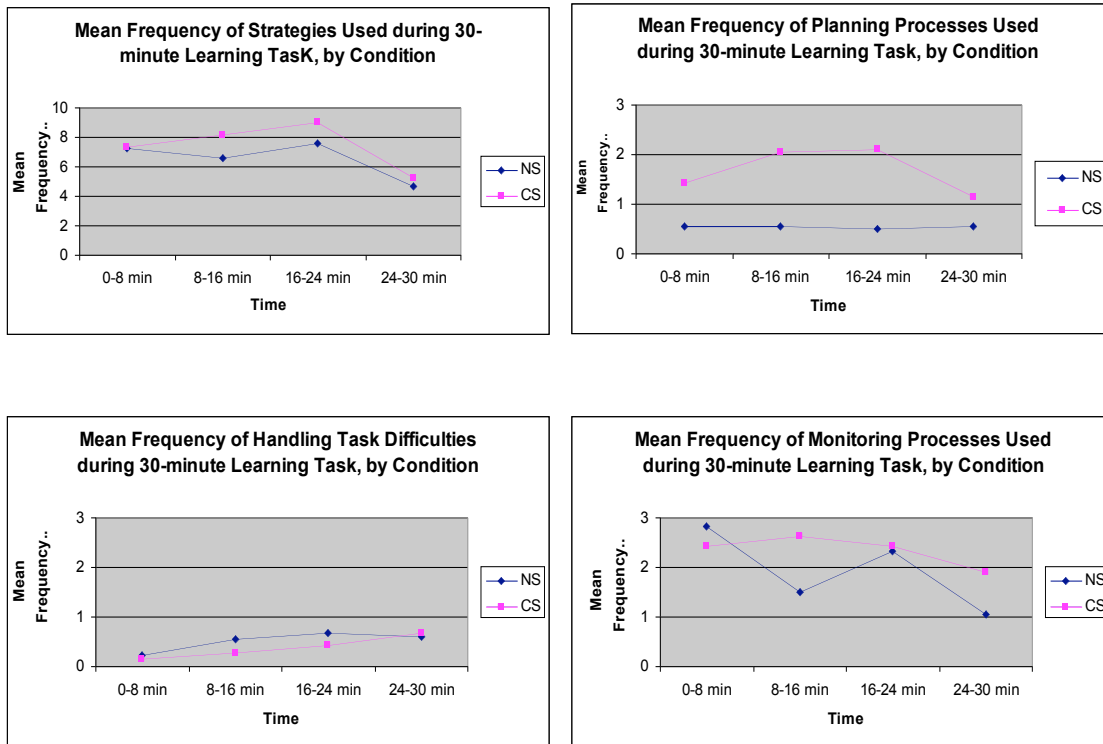 Mean Frequency of Strategies Used during 30-
minute Learning TasK, by Condition
10
8
6
4
2
0
Mean
Frequency..
0-8 min 8-16 min 16-24 min 24-30 min
Time
NS
CS
Mean Frequency of Planning Processes Used
during 30-minute Learning Task, by Condition
3
2
1
0
Mean
Frequency..
0-8 min 8-16 min 16-24 min 24-30 min
Time
NS
CS
Mean Frequency of Handling Task Difficulties
during 30-minute Learning Task, by Condition
3
2
1
0
Mean
Frequency..
0-8 min 8-16 min 16-24 min 24-30 min
Time
NS
CS
Mean Frequency of Monitoring Processes Used
during 30-minute Learning Task, by Condition
3
2
1
0
Mean
Frequency..
0-8 min 8-16 min 16-24 min 24-30 min
Time
NS
CS